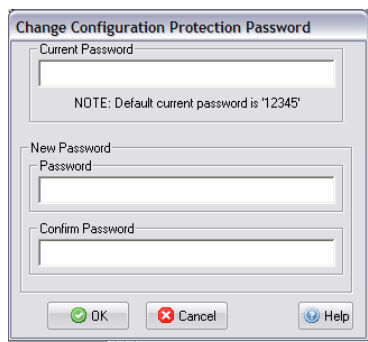 Change Configuration Protection Password
Current Password
NOTE: Default current password is '12345'
New Password
Password
Confirm Password
OK Cancel Help